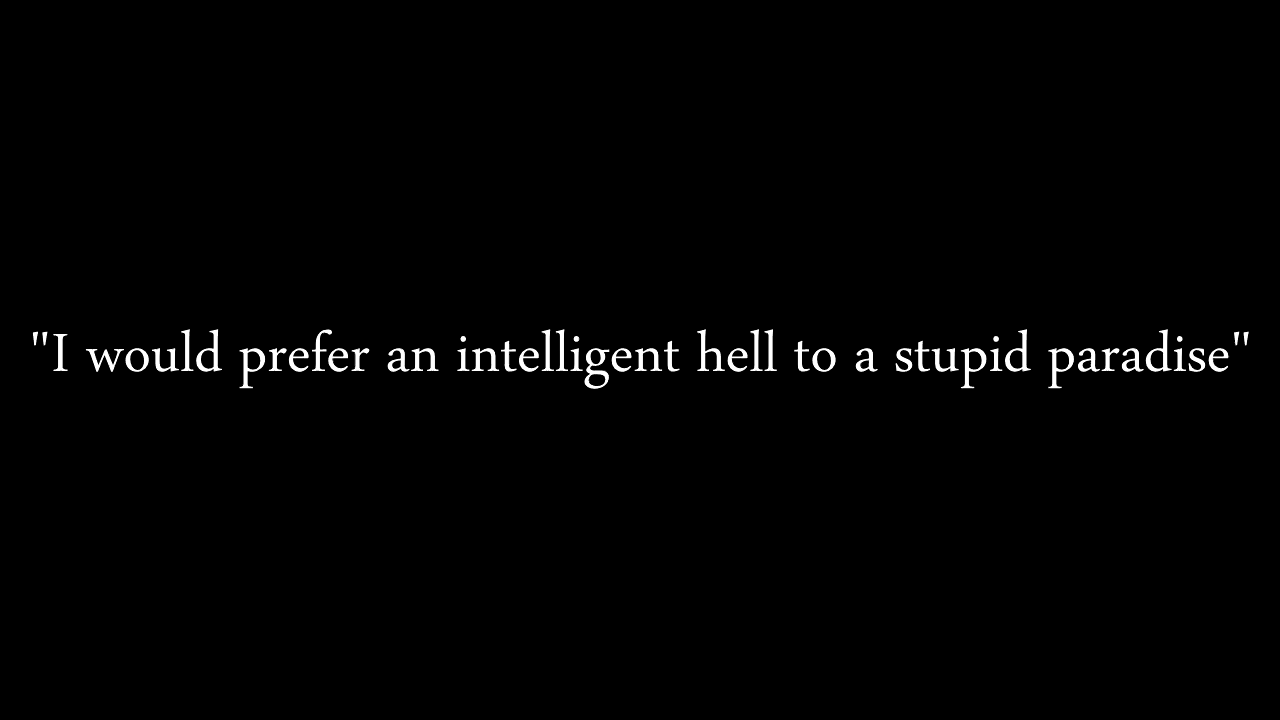 "I would prefer an intelligent hell to a stupid paradise"